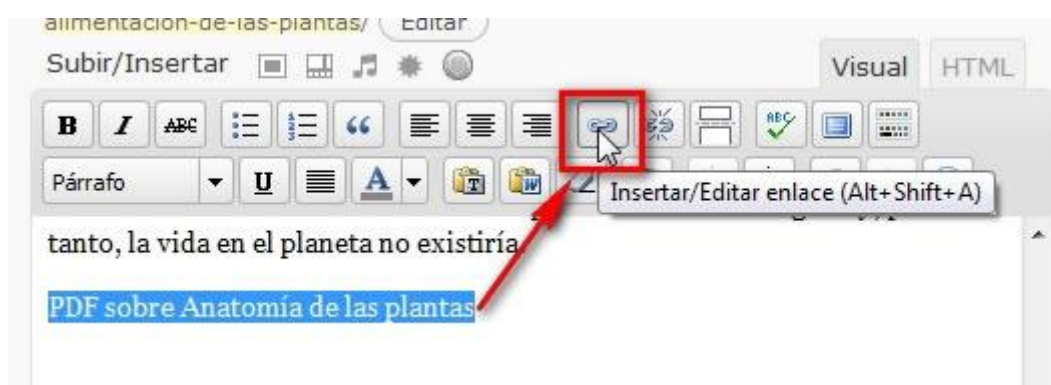 alimentacion-de-las-plantas/ Editar
Subir/Insertar
Visual HTML
B I ABC ABC
Párrafo U A T W
Insertar/Editar enlace (Alt+Shift+A)
tanto, la vida en el planeta no existiría
PDF sobre Anatomía de las plantas